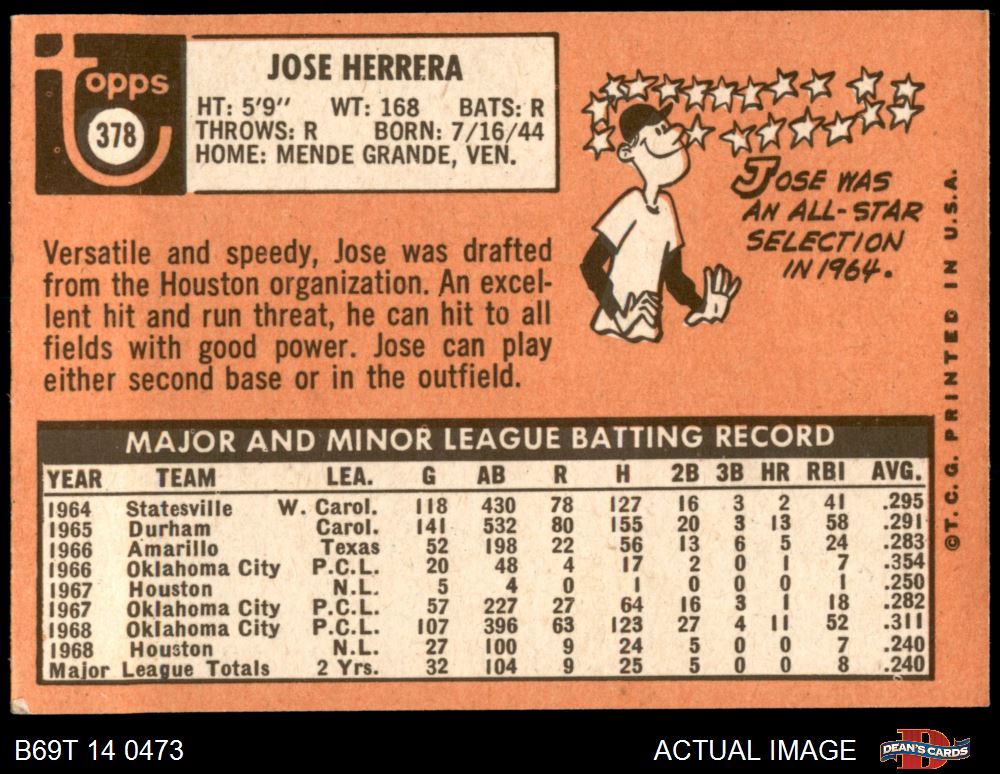 topps
378
JOSE HERRERA
HT: 5'9" WT: 168 BATS: R
THROWS: R BORN: 7/16/44
HOME: MENDE GRANDE, VEN.
JOSE WAS
AN ALL-STAR
SELECTION
IN 1964.
Versatile and speedy, Jose was drafted
from the Houston organization. An excel-
lent hit and run threat, he can hit to all
fields with good power. Jose can play
either second base or in the outfield.
©T.C.G. PRINTED IN U.S.A.
MAJOR AND MINOR LEAGUE BATTING RECORD
YEAR TEAM LEA. G AB R H 2B 3B HR RBI AVG.
1964 Statesville W. Carol. 118 430 78 127 16 3 2 41 .295
1965 Durham Carol. 141 532 80 155 20 3 13 58 .291
1966 Amarillo Texas 52 198 22 56 13 6 5 24 .283
1966 Oklahoma City P.C.L. 20 48 4 17 2 0 1 7 .354
1967 Houston N.L. 5 4 0 1 0 0 0 1 .250
1967 Oklahoma City P.C.L. 57 227 27 64 16 3 1 18 .282
1968 Oklahoma City P.C.L. 107 396 63 123 27 4 11 52 .311
1968 Houston N.L. 27 100 9 24 5 0 0 7 .240
Major League Totals 2 Yrs. 32 104 9 25 5 0 0 8 .240
B69T 14 0473
ACTUAL IMAGE
DEAN'S CARDS